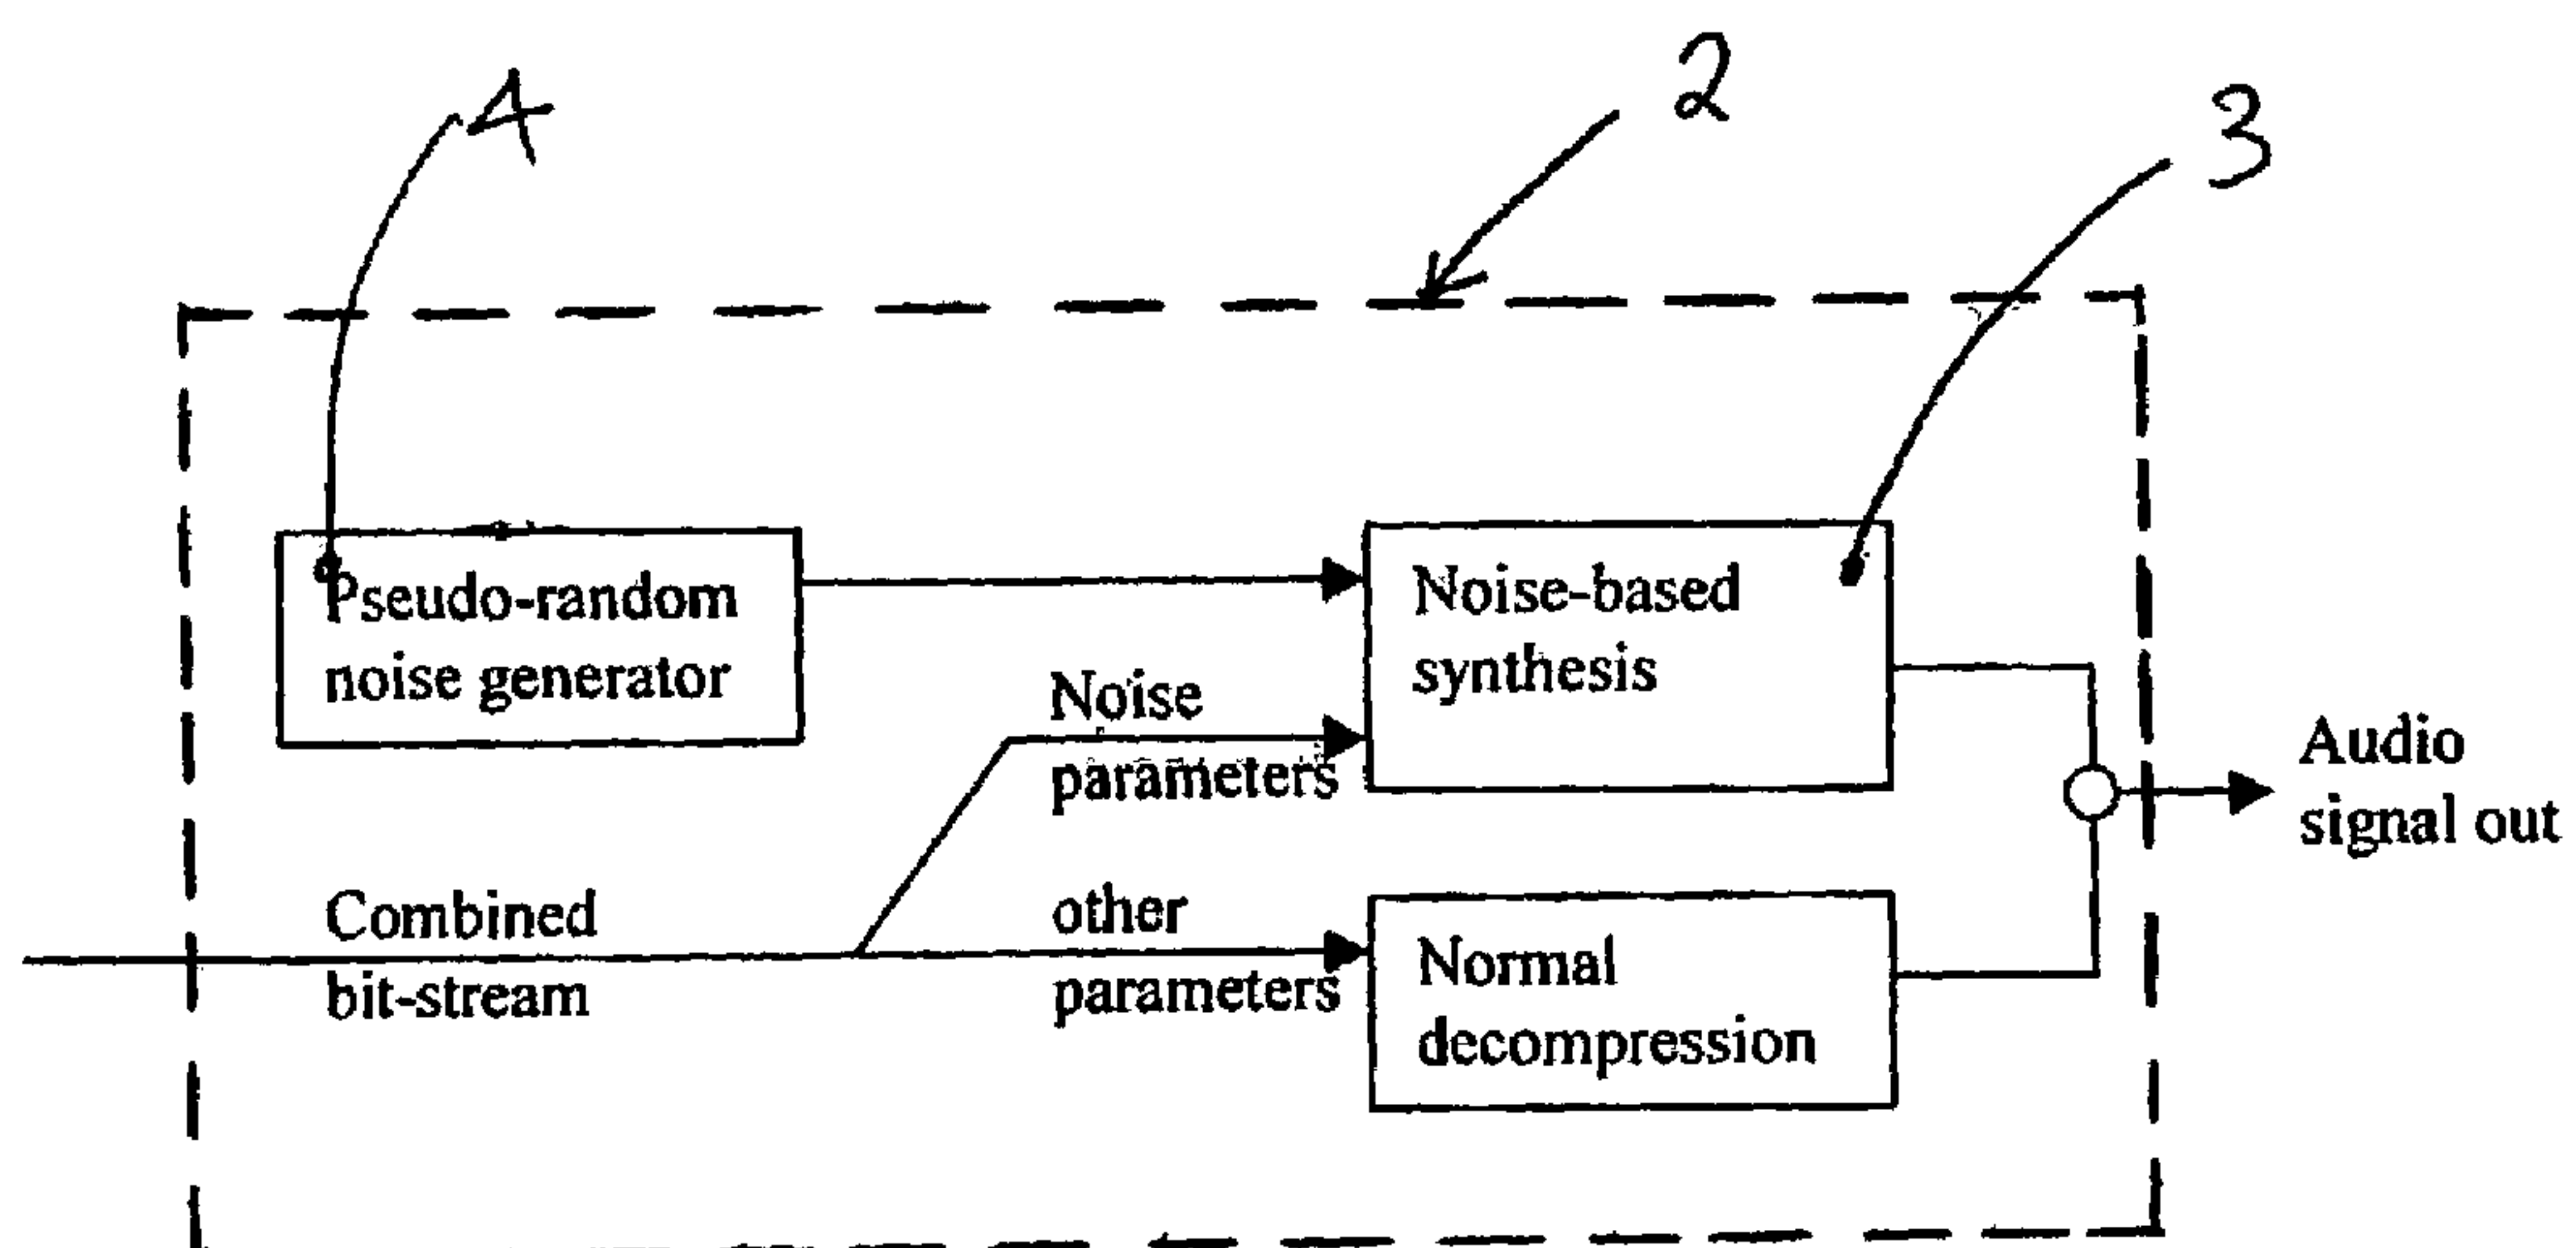 4
2
3
Pseudo-random
noise generator
Noise-based
synthesis
Noise
parameters
Audio
signal out
Combined
bit-stream
other
parameters
Normal
decompression